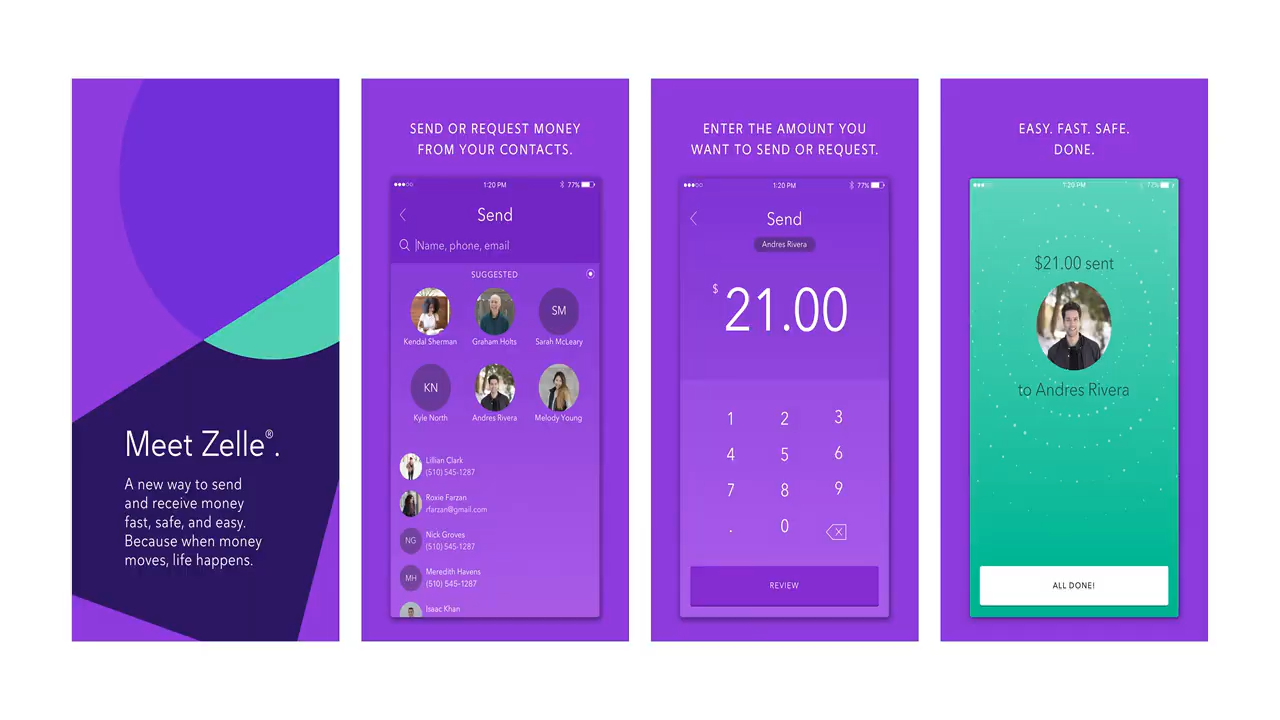 Meet Zelle®.
A new way to send
and receive money
fast, safe, and easy.
Because when money
moves, life happens.
SEND OR REQUEST MONEY
FROM YOUR CONTACTS.
1:20 PM 77%
Send
Name, phone, email
SUGGESTED
Kendal Sherman Graham Holts SM Sarah McLeary
KN Kyle North Andres Rivera Melody Young
Lillian Clark
(510) 545-1287
Roxie Farzan
rfarzan@gmail.com
NG Nick Groves
(510) 545-1287
MH Meredith Havens
(510) 545-1287
Isaac Khan
ENTER THE AMOUNT YOU
WANT TO SEND OR REQUEST.
1:20 PM 77%
Send
Andres Rivera
$21.00
1 2 3
4 5 6
7 8 9
. 0
REVIEW
EASY. FAST. SAFE.
DONE.
1:20 PM 77%
$21.00 sent
to Andres Rivera
ALL DONE!